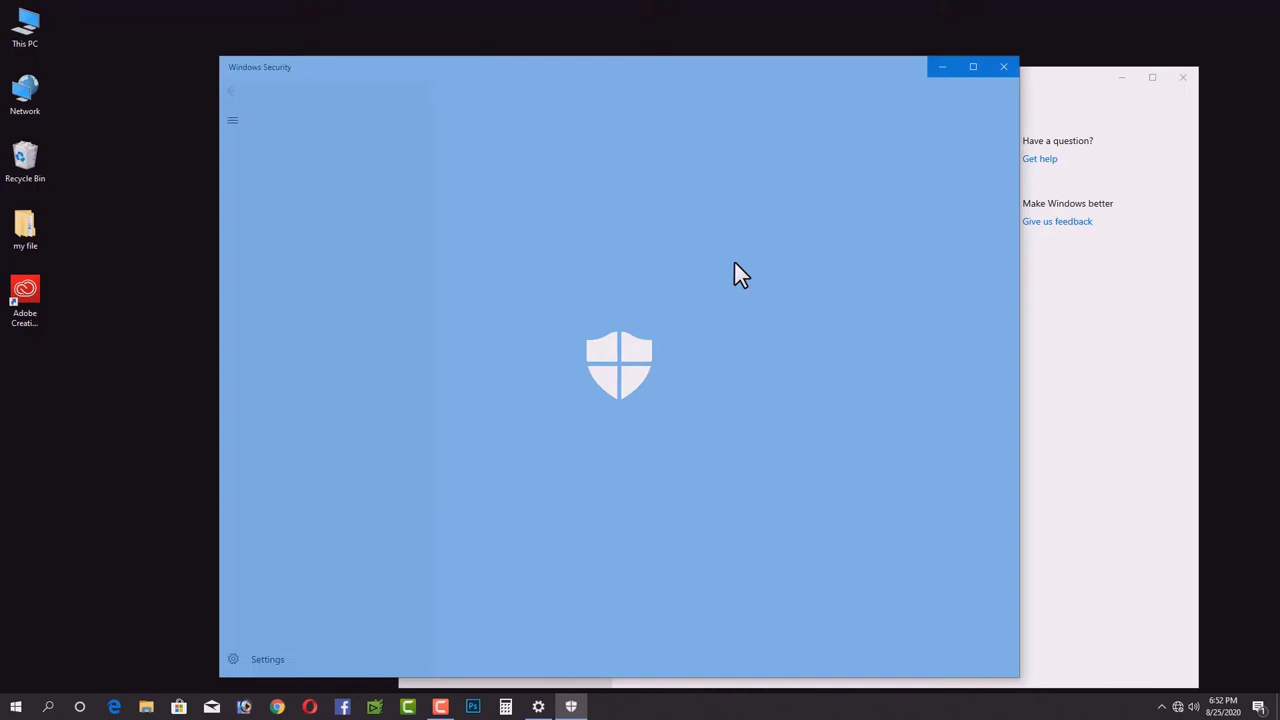 This PC
Network
Recycle Bin
my file
Adobe
Creati...
Windows Security
Settings
Have a question?
Get help
Make Windows better
Give us feedback
Ps
6:52 PM
8/25/2020